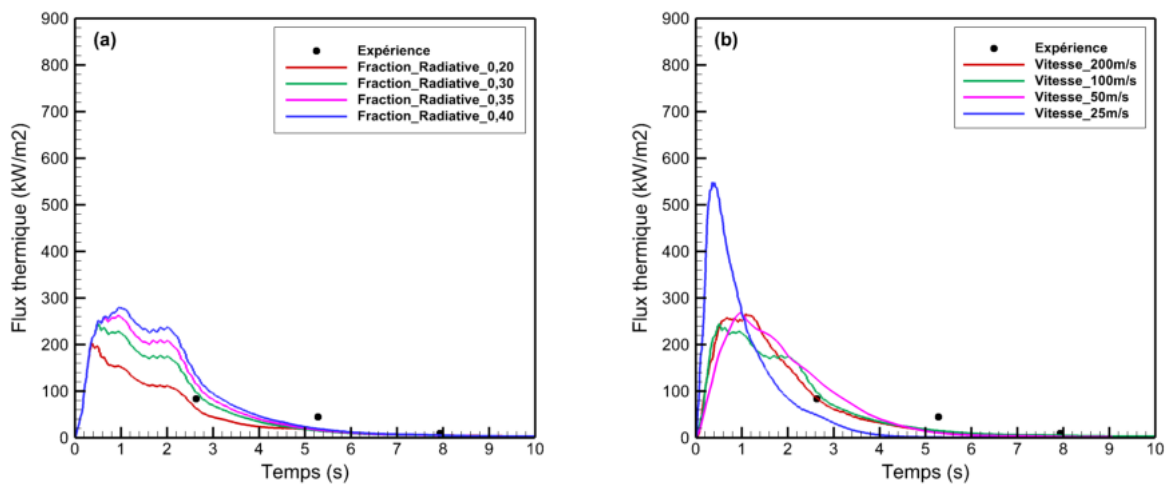 (a)
Expérience
Fraction_Radiative_0,20
Fraction_Radiative_0,30
Fraction_Radiative_0,35
Fraction_Radiative_0,40
900
800
700
600
500
400
300
200
100
0
Flux thermique (kW/m2)
0 1 2 3 4 5 6 7 8 9 10
Temps (s)
(b)
Expérience
Vitesse_200m/s
Vitesse_100m/s
Vitesse_50m/s
Vitesse_25m/s
900
800
700
600
500
400
300
200
100
0
Flux thermique (kW/m2)
0 1 2 3 4 5 6 7 8 9 10
Temps (s)